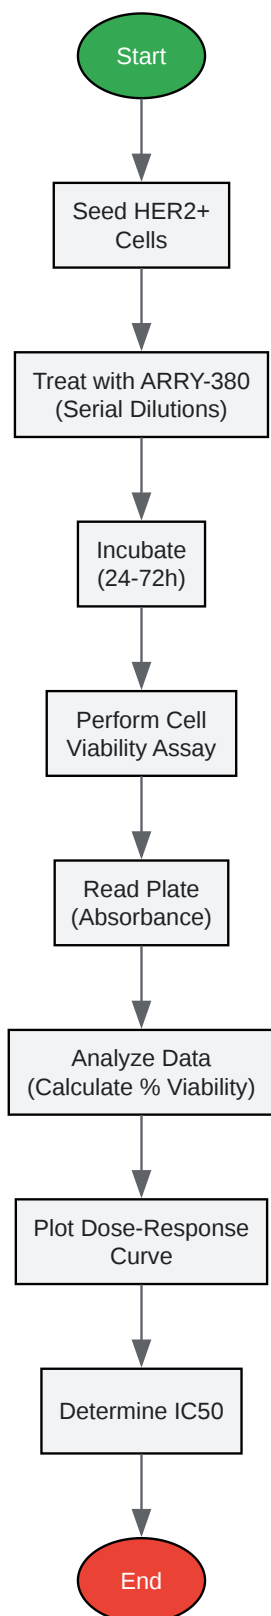 Start
Seed HER2+
Cells
Treat with ARRY-380
(Serial Dilutions)
Incubate
(24-72h)
Perform Cell
Viability Assay
Read Plate
(Absorbance)
Analyze Data
(Calculate % Viability)
Plot Dose-Response
Curve
Determine IC50
End